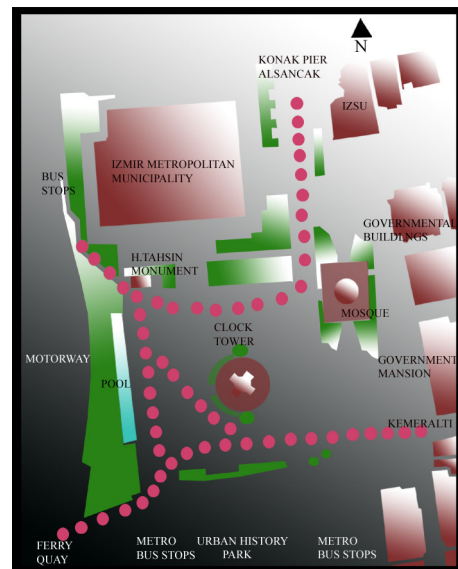 N
KONAK PIER
ALSANCAK
IZSU
IZMIR METROPOLITAN
MUNICIPALITY
BUS
STOPS
GOVERNMENTAL
BUILDINGS
H.TAHSIN
MONUMENT
MOSQUE
CLOCK
TOWER
MOTORWAY
GOVERNMENT
MANSION
POOL
KEMERALTI
FERRY
QUAY
METRO
BUS STOPS
URBAN HISTORY
PARK
METRO
BUS STOPS